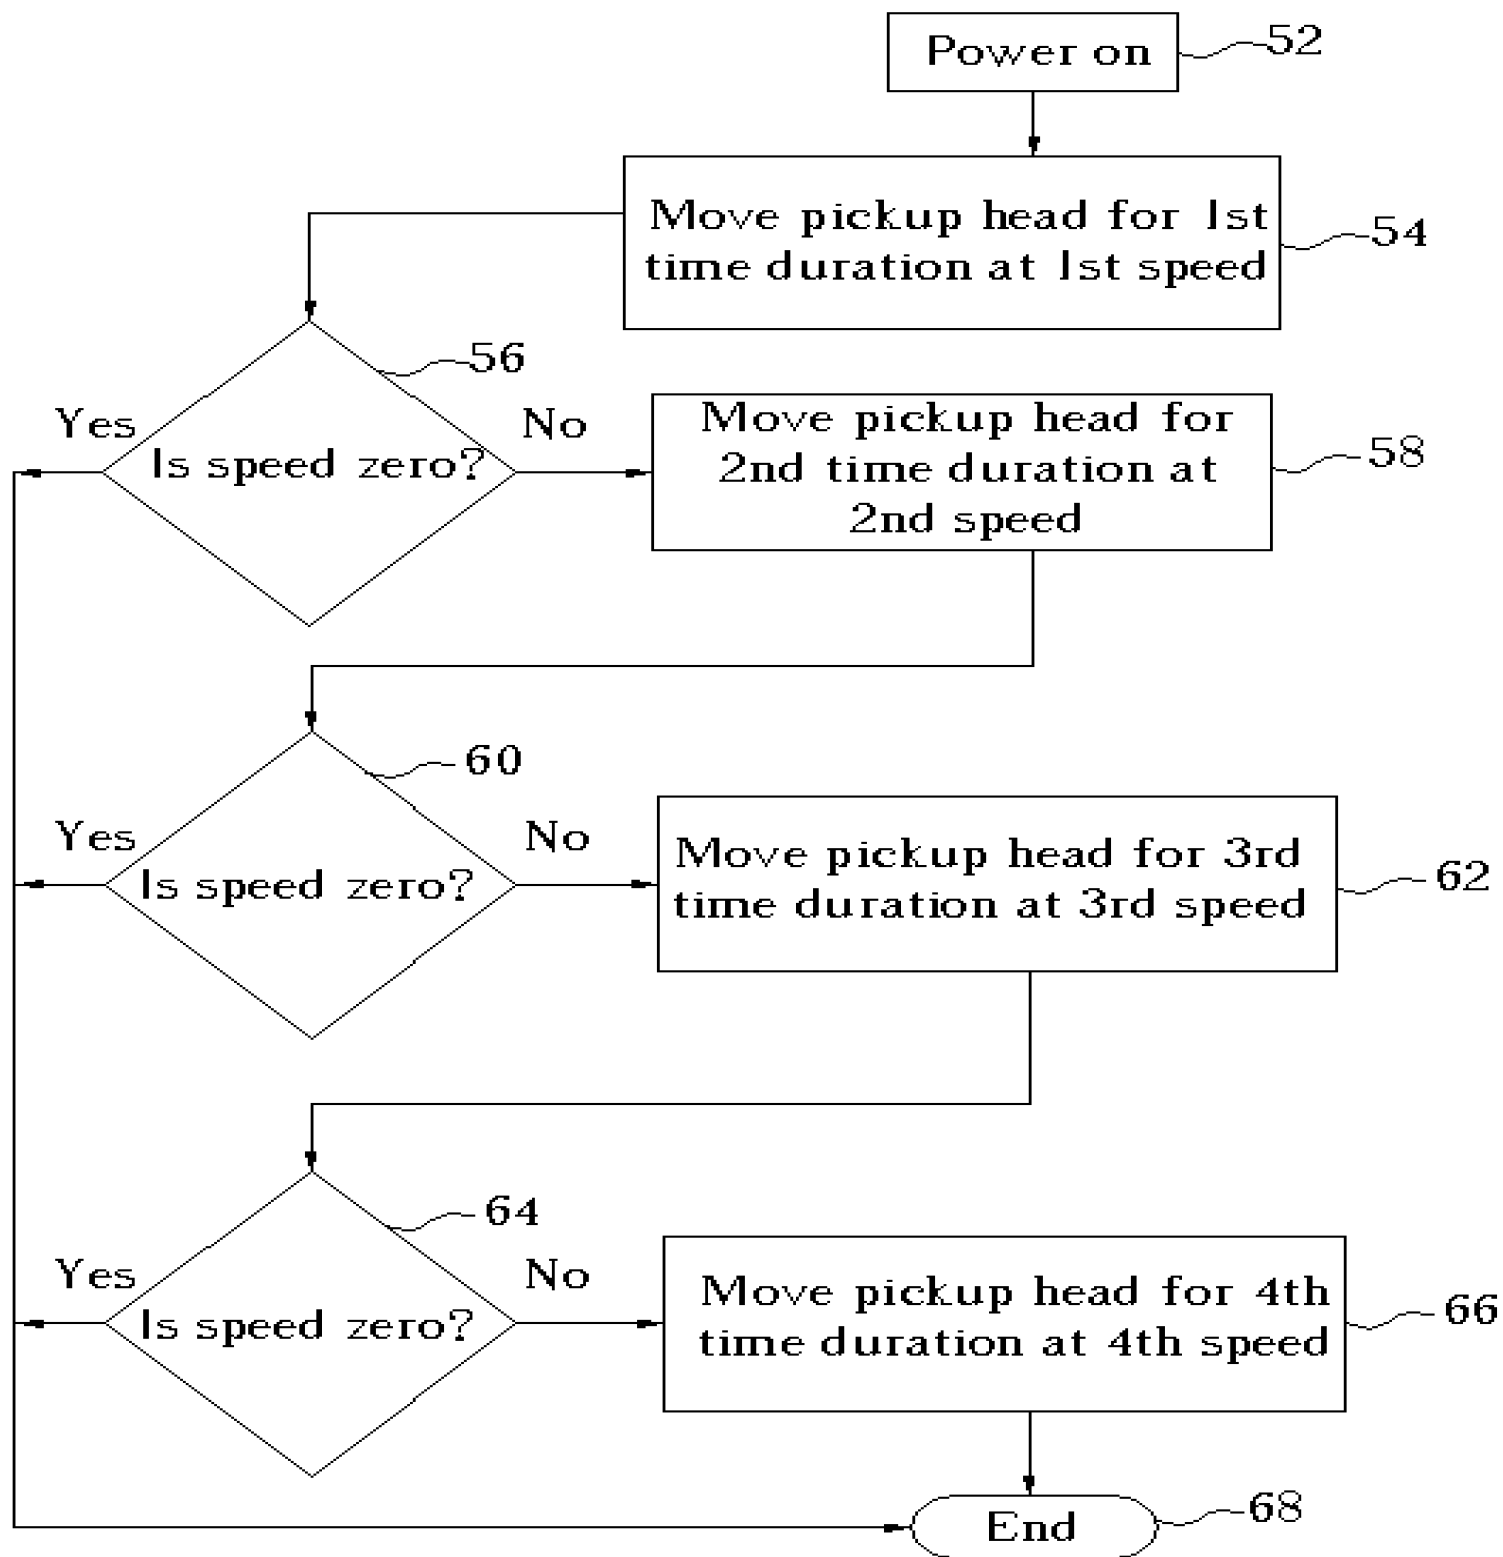 Power on
52
Move pickup head for 1st
time duration at 1st speed
54
56
Yes
No
Is speed zero?
Move pickup head for
2nd time duration at
2nd speed
58
60
Yes
No
Is speed zero?
Move pickup head for 3rd
time duration at 3rd speed
62
64
Yes
No
Is speed zero?
Move pickup head for 4th
time duration at 4th speed
66
End
68